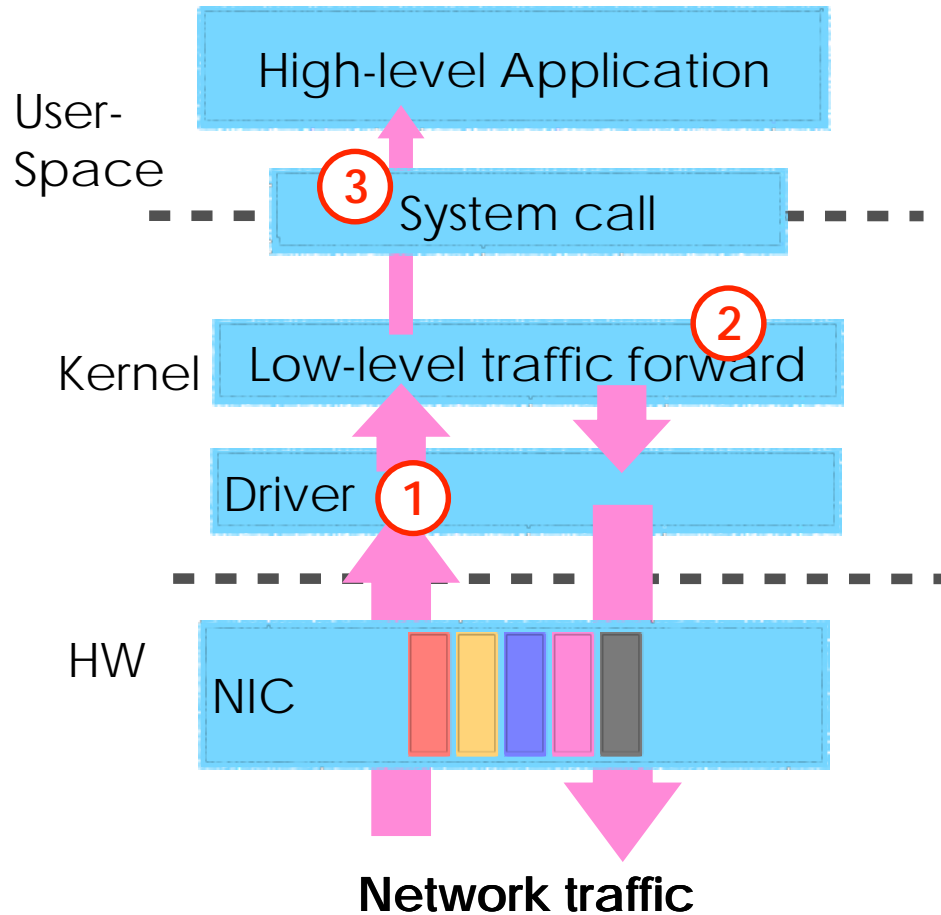 High-level Application
User-
Space
3
System call
2
Kernel
Low-level traffic forward
Driver
1
HW
NIC
Network traffic